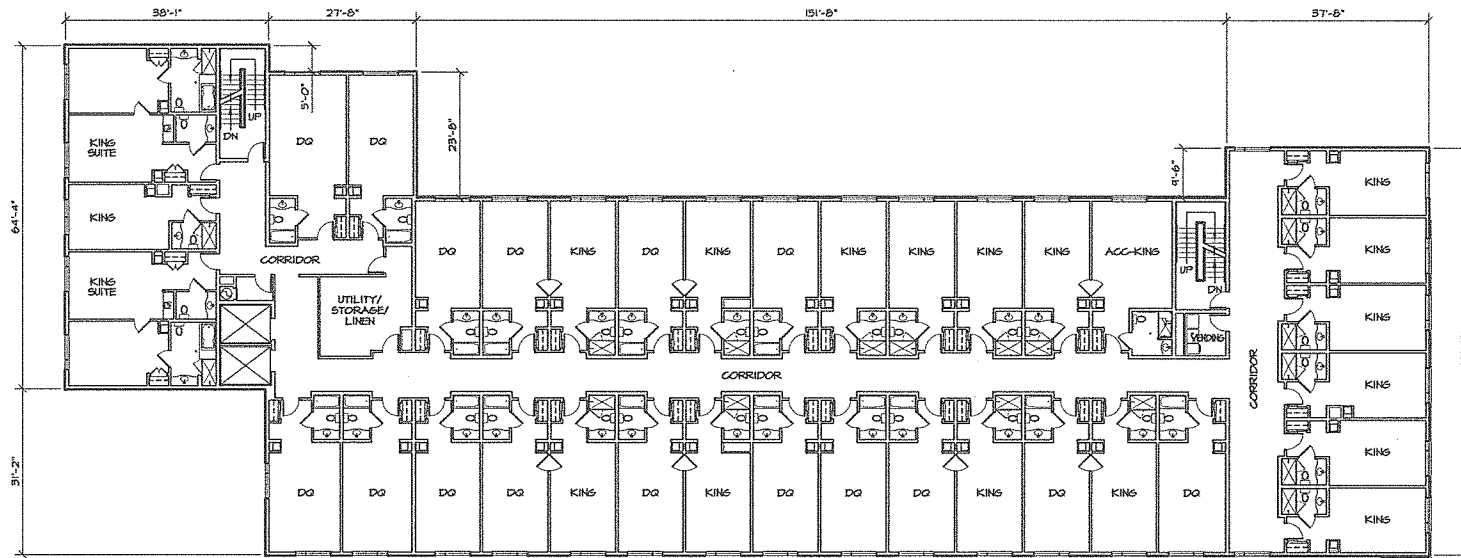 38'-1"
27'-8"
151'-8"
37'-8"
5'-0"
23'-8"
9'-6"
64'-4"
31'-2"
UP
DN
DQ
DQ
KING
SUITE
KING
KING
SUITE
CORRIDOR
UTILITY/
STORAGE/
LINEN
DQ
DQ
KING
DQ
KING
DQ
KING
KING
KING
KING
ACC-KING
UP
DN
VENDING
CORRIDOR
CORRIDOR
KING
KING
KING
KING
KING
KING
DQ
DQ
DQ
DQ
KING
DQ
KING
DQ
DQ
DQ
KING
DQ
KING
DQ